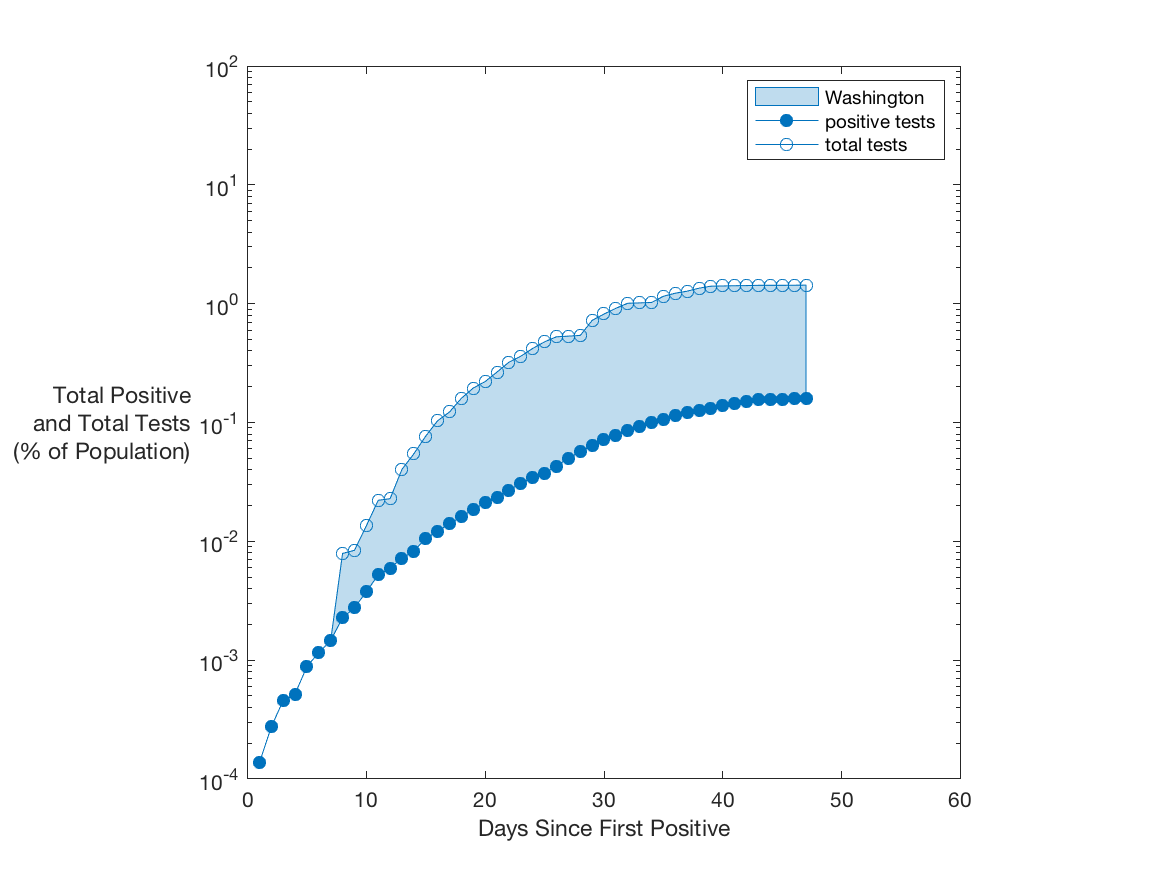 10^2
10^1
10^0
10^-1
10^-2
10^-3
10^-4
Total Positive
and Total Tests
(% of Population)
Washington
positive tests
total tests
0 10 20 30 40 50 60
Days Since First Positive